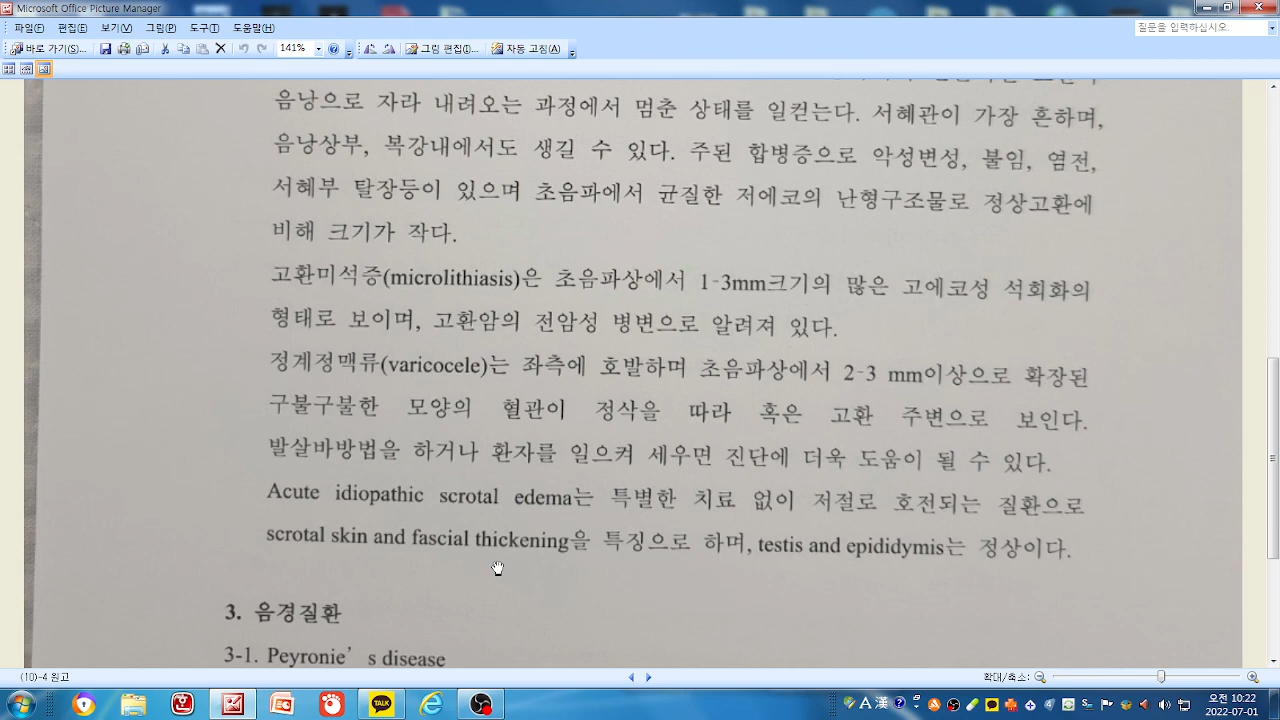 Microsoft Office Picture Manager
파일(F) 편집(E) 보기(V) 그림(P) 도구(T) 도움말(H)
질문을 입력하십시오.
바로 가기(S)... 141% 그림 편집(E)... 자동 고침(A)
음낭으로 자라 내려오는 과정에서 멈춘 상태를 일컫는다. 서혜관이 가장 흔하며,
음낭상부, 복강내에서도 생길 수 있다. 주된 합병증으로 악성변성, 불임, 염전,
서혜부 탈장등이 있으며 초음파에서 균질한 저에코의 난형구조물로 정상고환에
비해 크기가 작다.
고환미석증(microlithiasis)은 초음파상에서 1-3mm크기의 많은 고에코성 석회화의
형태로 보이며, 고환암의 전암성 병변으로 알려져 있다.
정계정맥류(varicocele)는 좌측에 호발하며 초음파상에서 2-3 mm이상으로 확장된
구불구불한 모양의 혈관이 정삭을 따라 혹은 고환 주변으로 보인다.
발살바방법을 하거나 환자를 일으켜 세우면 진단에 더욱 도움이 될 수 있다.
Acute idiopathic scrotal edema는 특별한 치료 없이 저절로 호전되는 질환으로
scrotal skin and fascial thickening을 특징으로 하며, testis and epididymis는 정상이다.
3. 음경질환
3-1. Peyronie's disease
(10)-4 원고
확대/축소:
TALK
A 漢
오전 10:22
2022-07-01